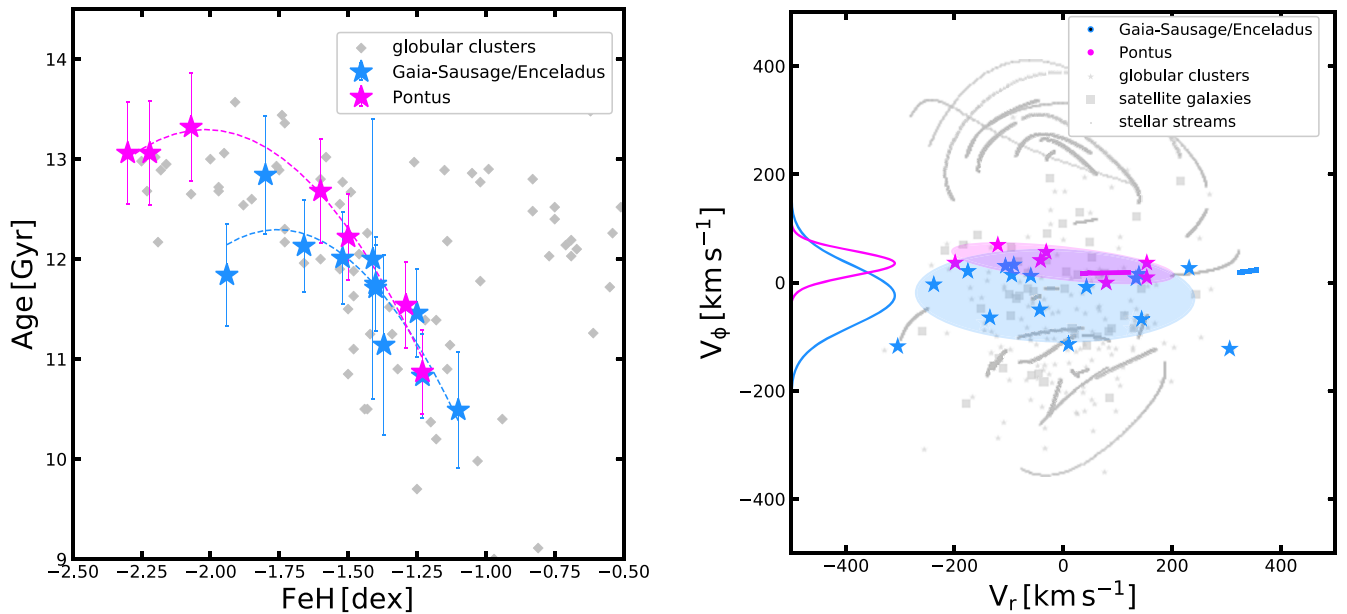 14
13
12
11
10
9
Age [Gyr]
−2.50 −2.25 −2.00 −1.75 −1.50 −1.25 −1.00 −0.75 −0.50
FeH [dex]
globular clusters
Gaia-Sausage/Enceladus
Pontus
400
200
0
−200
−400
V_ϕ [km s⁻¹]
−400 −200 0 200 400
V_r [km s⁻¹]
Gaia-Sausage/Enceladus
Pontus
globular clusters
satellite galaxies
stellar streams